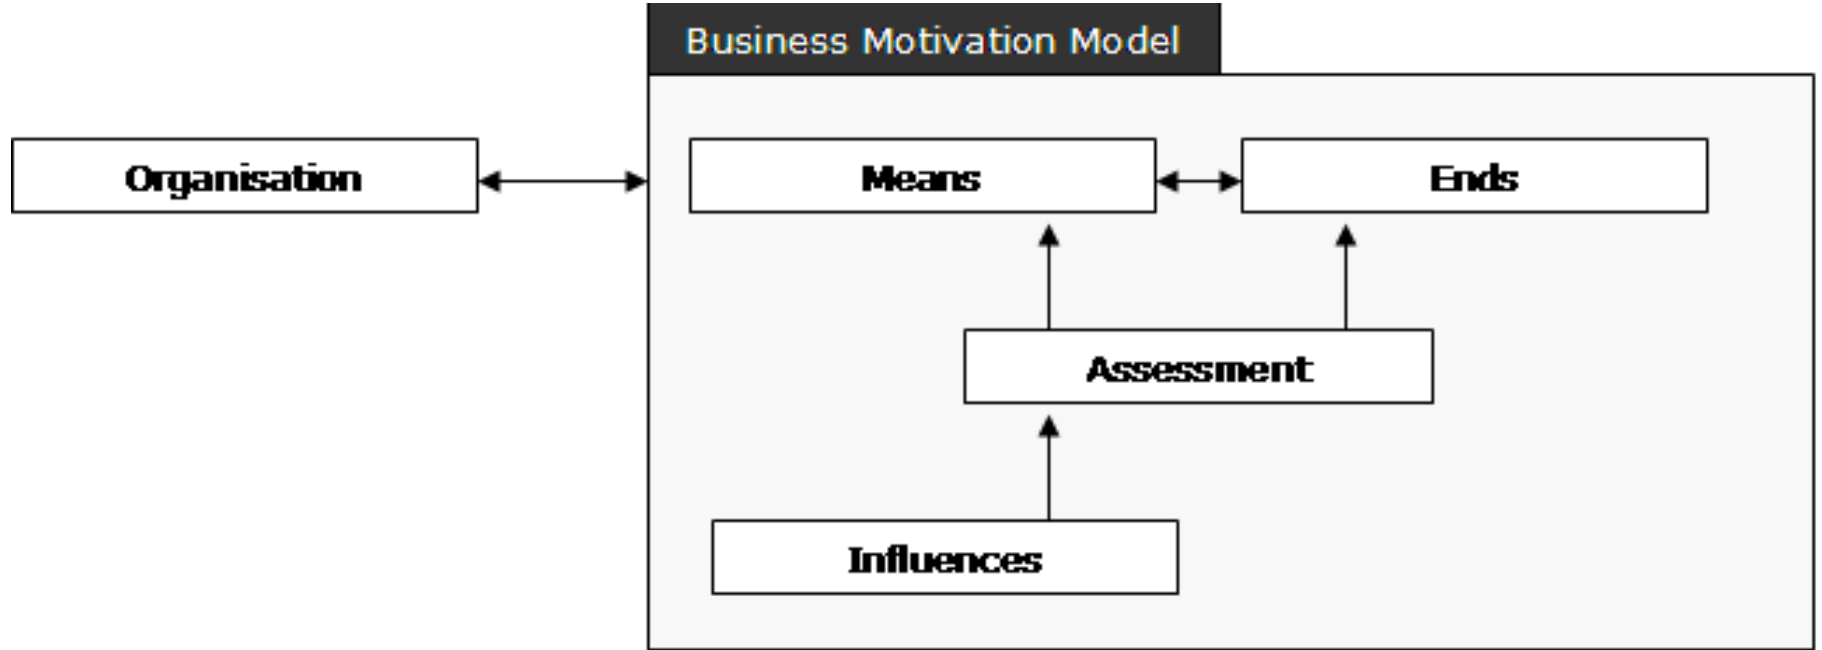 Business Motivation Model
Organisation
Means
Ends
Assessment
Influences